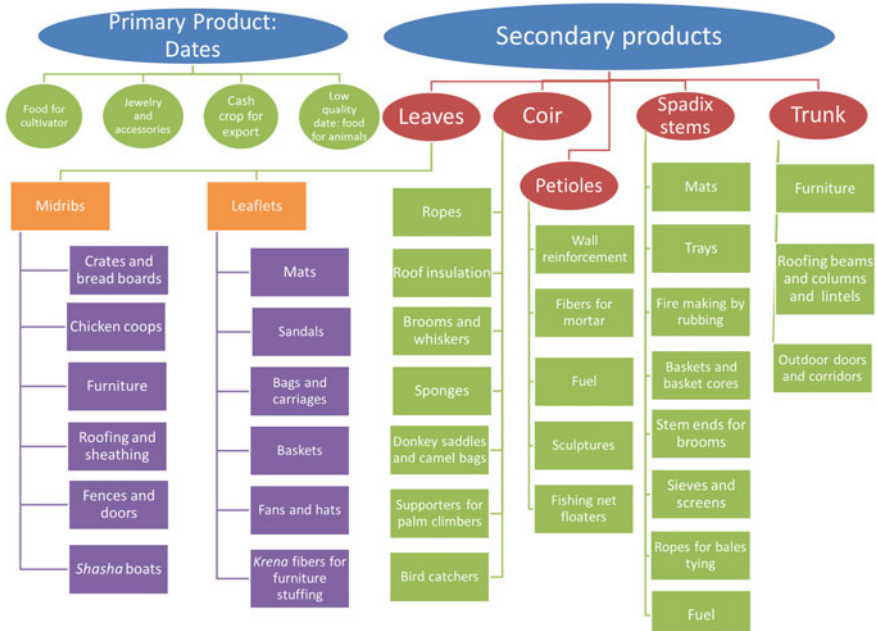 Primary Product:
Dates
Secondary products
Food for
cultivator
Jewelry and
accessories
Cash
crop for
export
Low
quality
date: food
for animals
Leaves
Coir
Petioles
Spadix
stems
Trunk
Midribs
Crates and
bread boards
Chicken coops
Furniture
Roofing and
sheathing
Fences and
doors
Shasha boats
Leaflets
Mats
Sandals
Bags and
carriages
Baskets
Fans and hats
Krena fibers for
furniture
stuffing
Ropes
Roof insulation
Brooms and
whiskers
Sponges
Donkey saddles
and camel bags
Supporters for
palm climbers
Bird catchers
Wall
reinforcement
Fibers for
mortar
Fuel
Sculptures
Fishing net
floaters
Mats
Trays
Fire making by
rubbing
Baskets and
basket cores
Stem ends for
brooms
Sieves and
screens
Ropes for bales
tying
Fuel
Furniture
Roofing beams
and columns
and lintels
Outdoor doors
and corridors